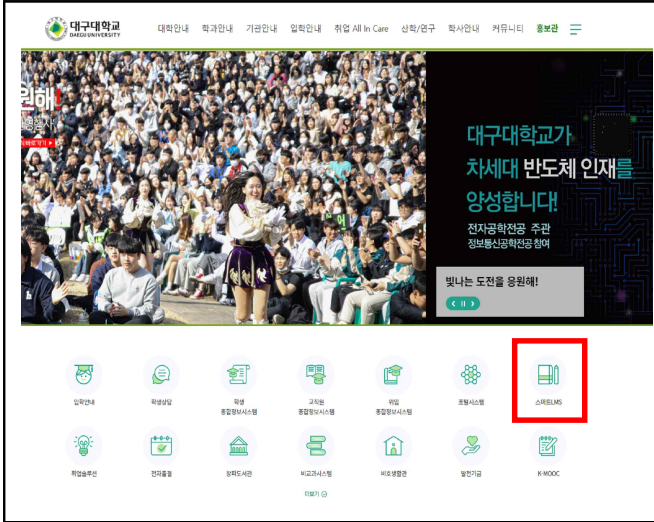 대구대학교
DAEGU UNIVERSITY
대학안내 학과안내 기관안내 입학안내 취업 All In Care 산학/연구 학사안내 커뮤니티 홍보관
원해!
대구대학교가
차세대 반도체 인재를
양성합니다!
전자공학전공 주관
정보통신공학전공 참여
빛나는 도전을 응원해!
입학안내 학생상담 학생 종합정보시스템 교직원 종합정보시스템 위임 종합정보시스템 포털시스템 스마트LMS
취업솔루션 전자출결 창파도서관 비교과시스템 비호생활관 발전기금 K-MOOC
더보기